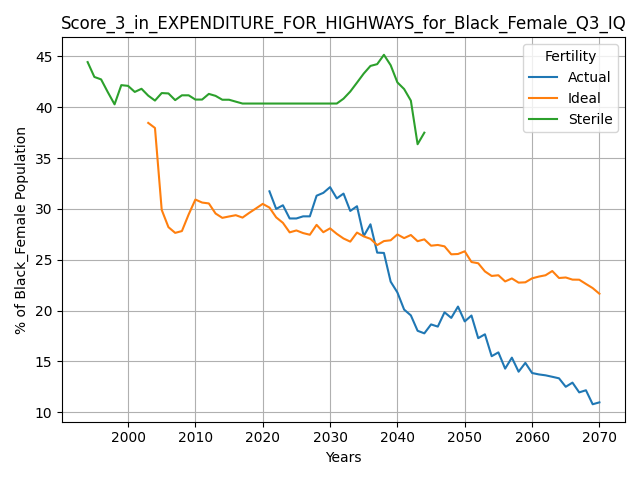 Score_3_in_EXPENDITURE_FOR_HIGHWAYS_for_Black_Female_Q3_IQ
Fertility
Actual
Ideal
Sterile
% of Black_Female Population
45
40
35
30
25
20
15
10
2000 2010 2020 2030 2040 2050 2060 2070
Years